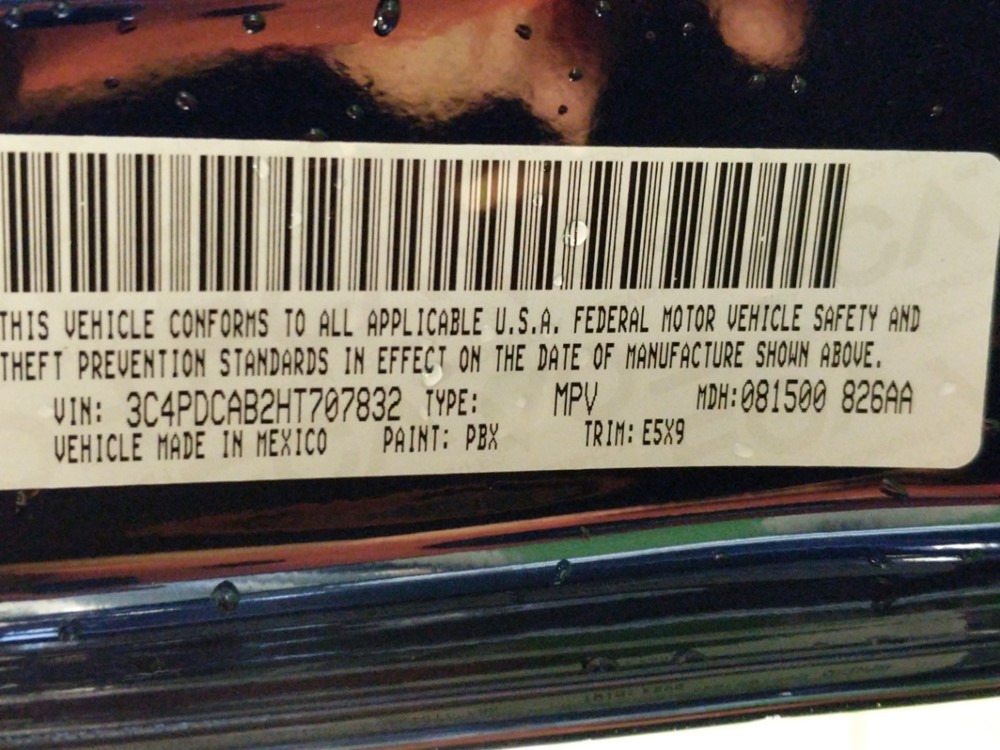 THIS VEHICLE CONFORMS TO ALL APPLICABLE U.S.A. FEDERAL MOTOR VEHICLE SAFETY AND
THEFT PREVENTION STANDARDS IN EFFECT ON THE DATE OF MANUFACTURE SHOWN ABOVE.
VIN: 3C4PDCAB2HT707832 TYPE: MPV MDH:081500 826AA
VEHICLE MADE IN MEXICO PAINT: PBX TRIM: E5X9